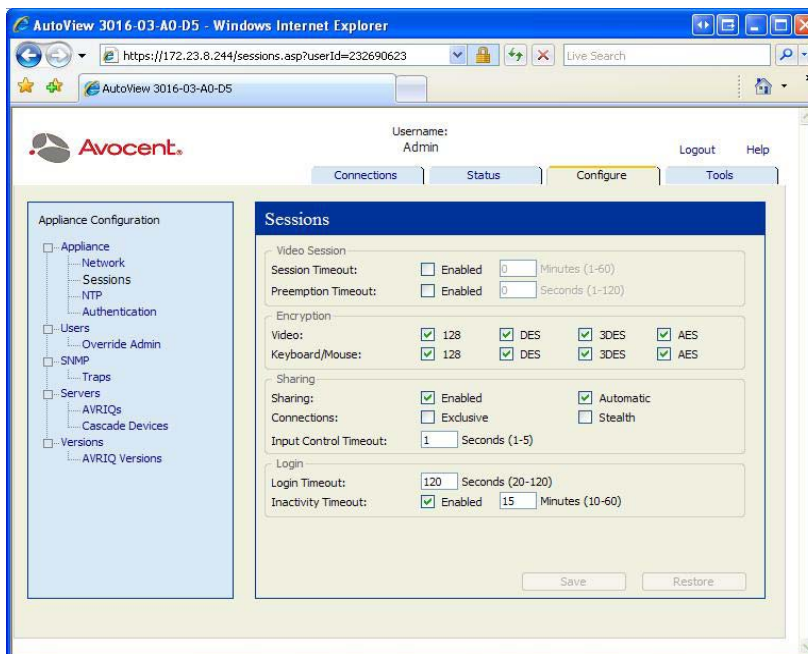 AutoView 3016-03-A0-D5 - Windows Internet Explorer
https://172.23.8.244/sessions.asp?userId=232690623
Live Search
AutoView 3016-03-A0-D5
Avocent.
Username:
Admin
Logout Help
Connections Status Configure Tools
Appliance Configuration
Appliance
Network
Sessions
NTP
Authentication
Users
Override Admin
SNMP
Traps
Servers
AVRIQs
Cascade Devices
Versions
AVRIQ Versions
Sessions
Video Session
Session Timeout: Enabled 0 Minutes (1-60)
Preemption Timeout: Enabled 0 Seconds (1-120)
Encryption
Video: 128 DES 3DES AES
Keyboard/Mouse: 128 DES 3DES AES
Sharing
Sharing: Enabled Automatic
Connections: Exclusive Stealth
Input Control Timeout: 1 Seconds (1-5)
Login
Login Timeout: 120 Seconds (20-120)
Inactivity Timeout: Enabled 15 Minutes (10-60)
Save Restore